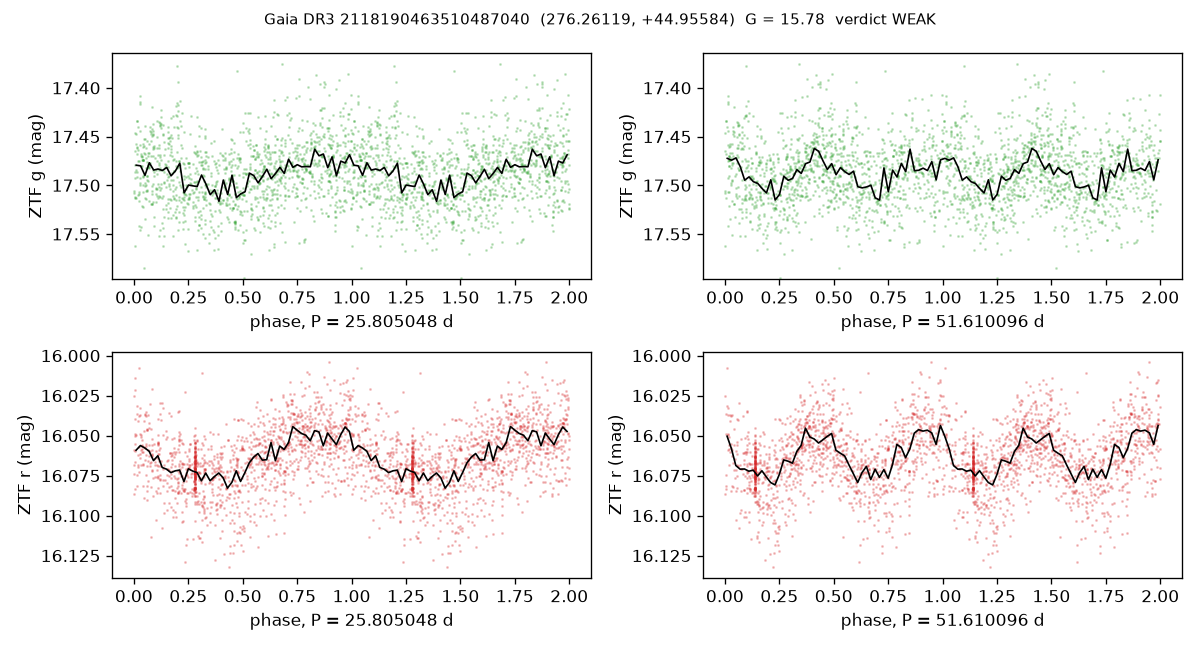 Gaia DR3 2118190463510487040  (276.26119, +44.95584)  G = 15.78  verdict WEAK
ZTF g (mag)
17.40
17.45
17.50
17.55
0.00 0.25 0.50 0.75 1.00 1.25 1.50 1.75 2.00
phase, P = 25.805048 d
ZTF g (mag)
17.40
17.45
17.50
17.55
0.00 0.25 0.50 0.75 1.00 1.25 1.50 1.75 2.00
phase, P = 51.610096 d
ZTF r (mag)
16.000
16.025
16.050
16.075
16.100
16.125
0.00 0.25 0.50 0.75 1.00 1.25 1.50 1.75 2.00
phase, P = 25.805048 d
ZTF r (mag)
16.000
16.025
16.050
16.075
16.100
16.125
0.00 0.25 0.50 0.75 1.00 1.25 1.50 1.75 2.00
phase, P = 51.610096 d